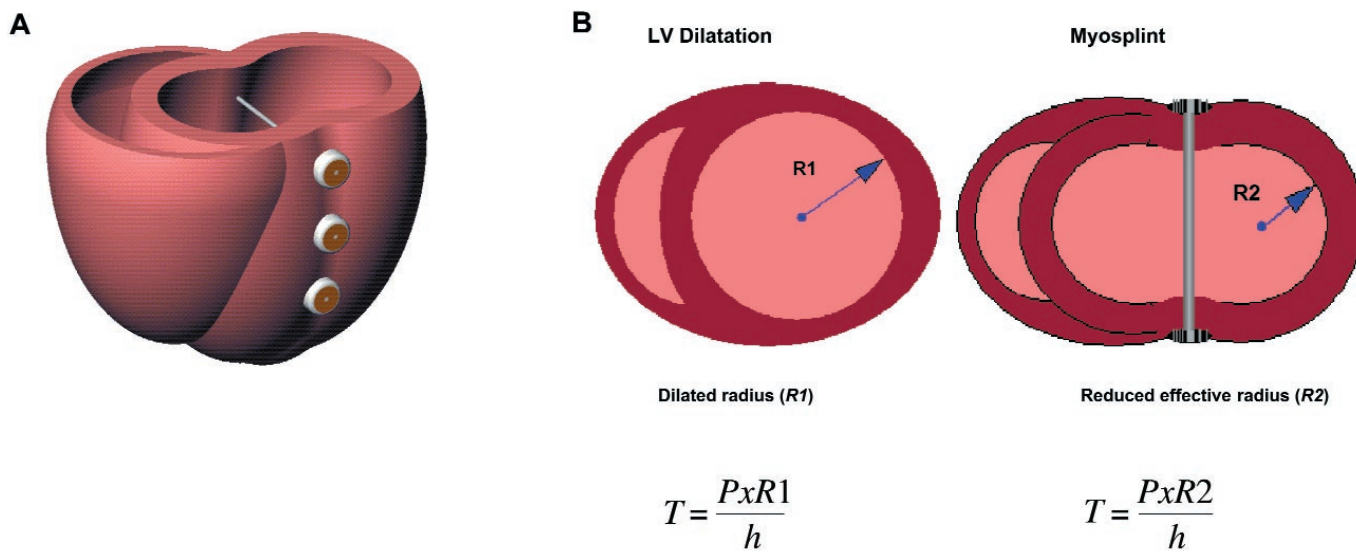 A
B
LV Dilatation
Myosplint
R1
R2
Dilated radius (R1)
Reduced effective radius (R2)
T = PxR1 / h
T = PxR2 / h